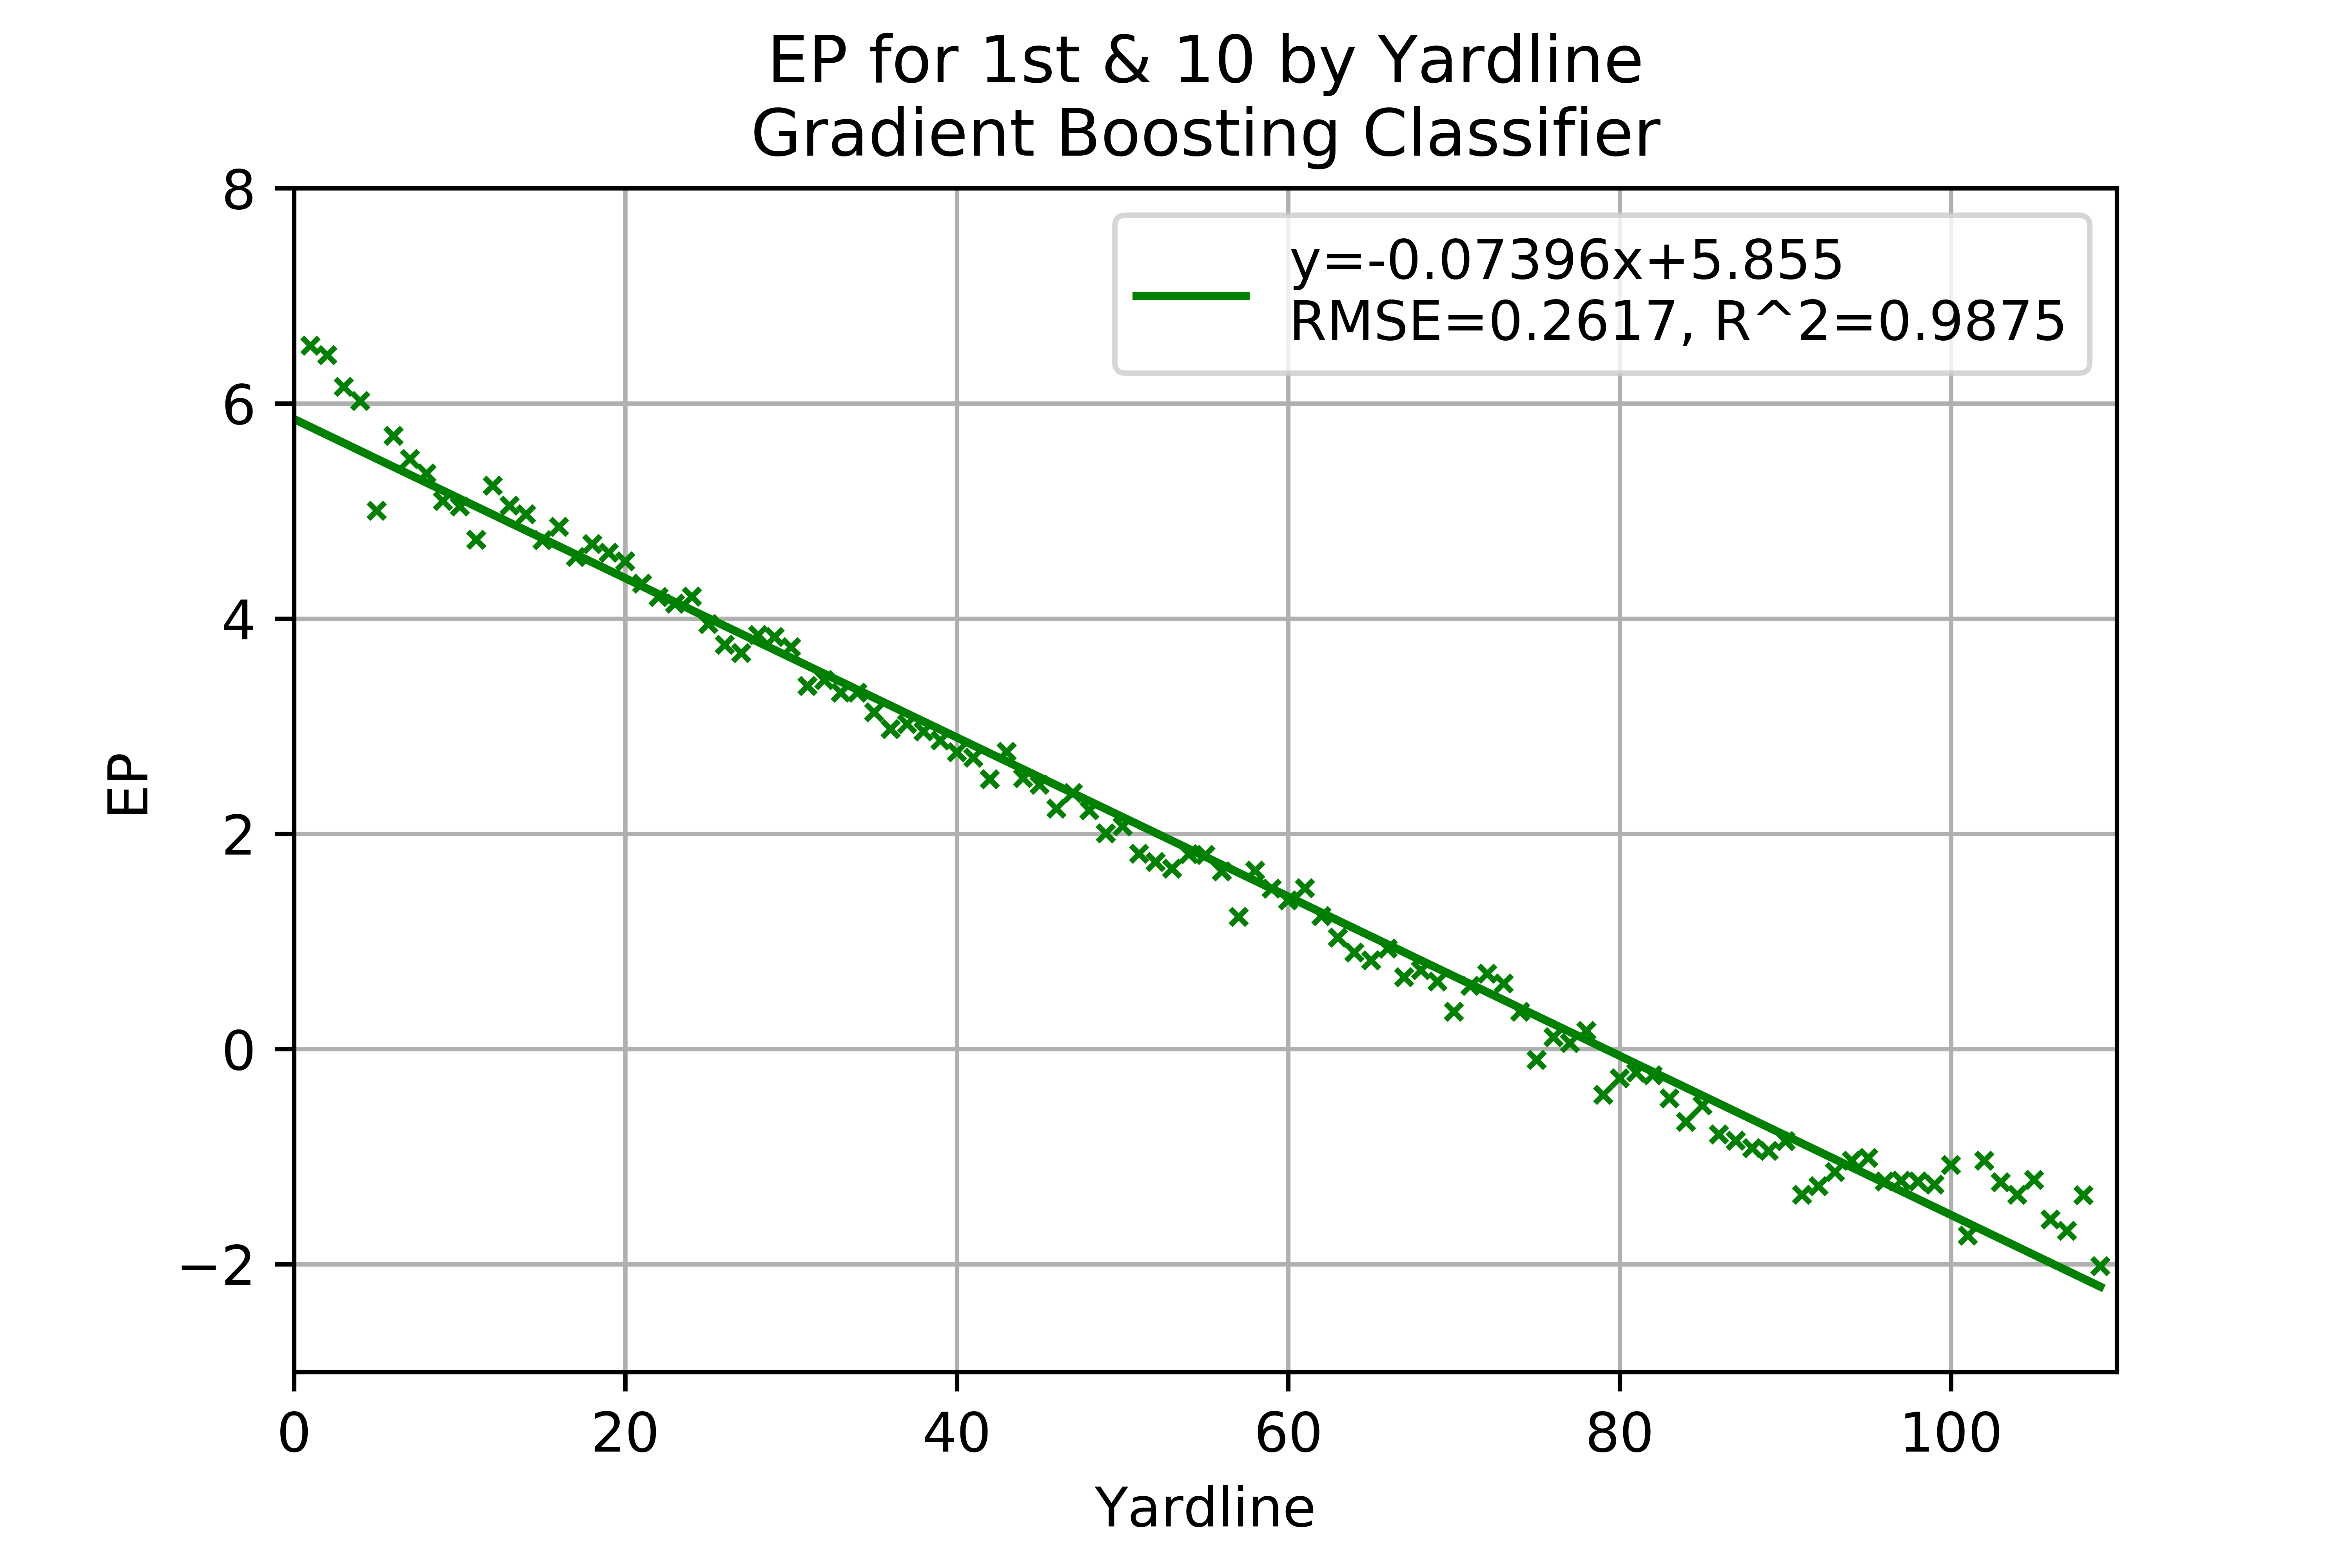 EP for 1st & 10 by Yardline
Gradient Boosting Classifier
y=-0.07396x+5.855
RMSE=0.2617, R^2=0.9875
8
6
4
2
0
−2
EP
0 20 40 60 80 100
Yardline